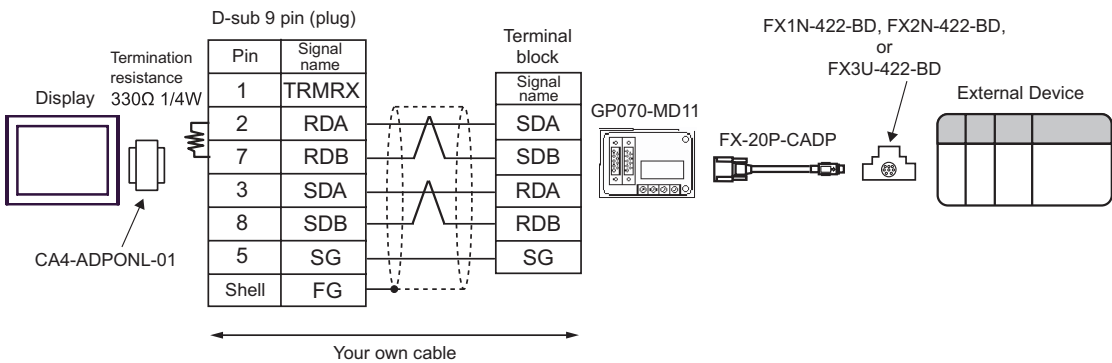 D-sub 9 pin (plug)
Termination
resistance
330Ω 1/4W
Display
CA4-ADPONL-01
Pin Signal name
1 TRMRX
2 RDA
7 RDB
3 SDA
8 SDB
5 SG
Shell FG
Terminal
block
Signal name
SDA
SDB
RDA
RDB
SG
Your own cable
GP070-MD11
FX-20P-CADP
FX1N-422-BD, FX2N-422-BD,
or
FX3U-422-BD
External Device